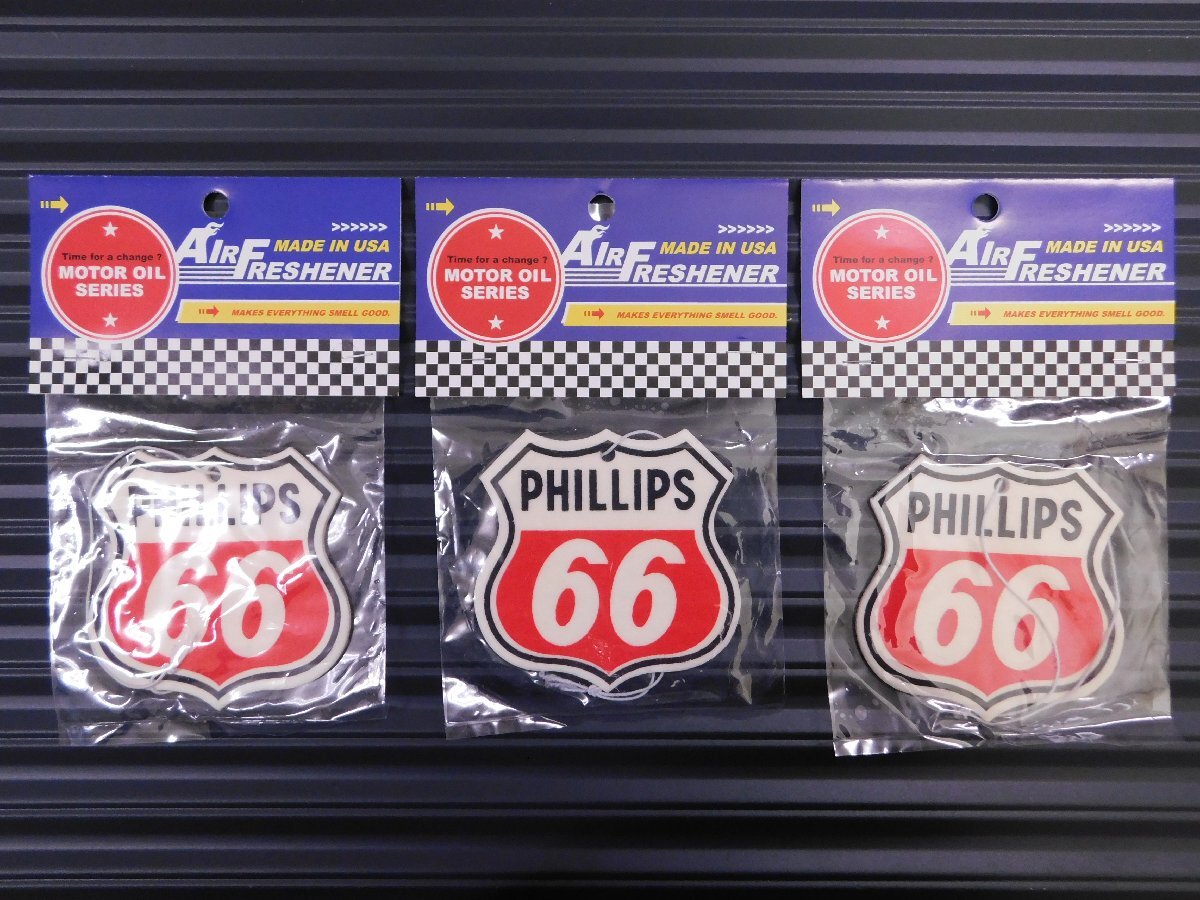 Time for a change ?
MOTOR OIL
SERIES
>>>>>>
MADE IN USA
AIR FRESHENER
MAKES EVERYTHING SMELL GOOD.
PHILLIPS
66
Time for a change ?
MOTOR OIL
SERIES
>>>>>>
MADE IN USA
AIR FRESHENER
MAKES EVERYTHING SMELL GOOD.
PHILLIPS
66
Time for a change ?
MOTOR OIL
SERIES
>>>>>>
MADE IN USA
AIR FRESHENER
MAKES EVERYTHING SMELL GOOD.
PHILLIPS
66